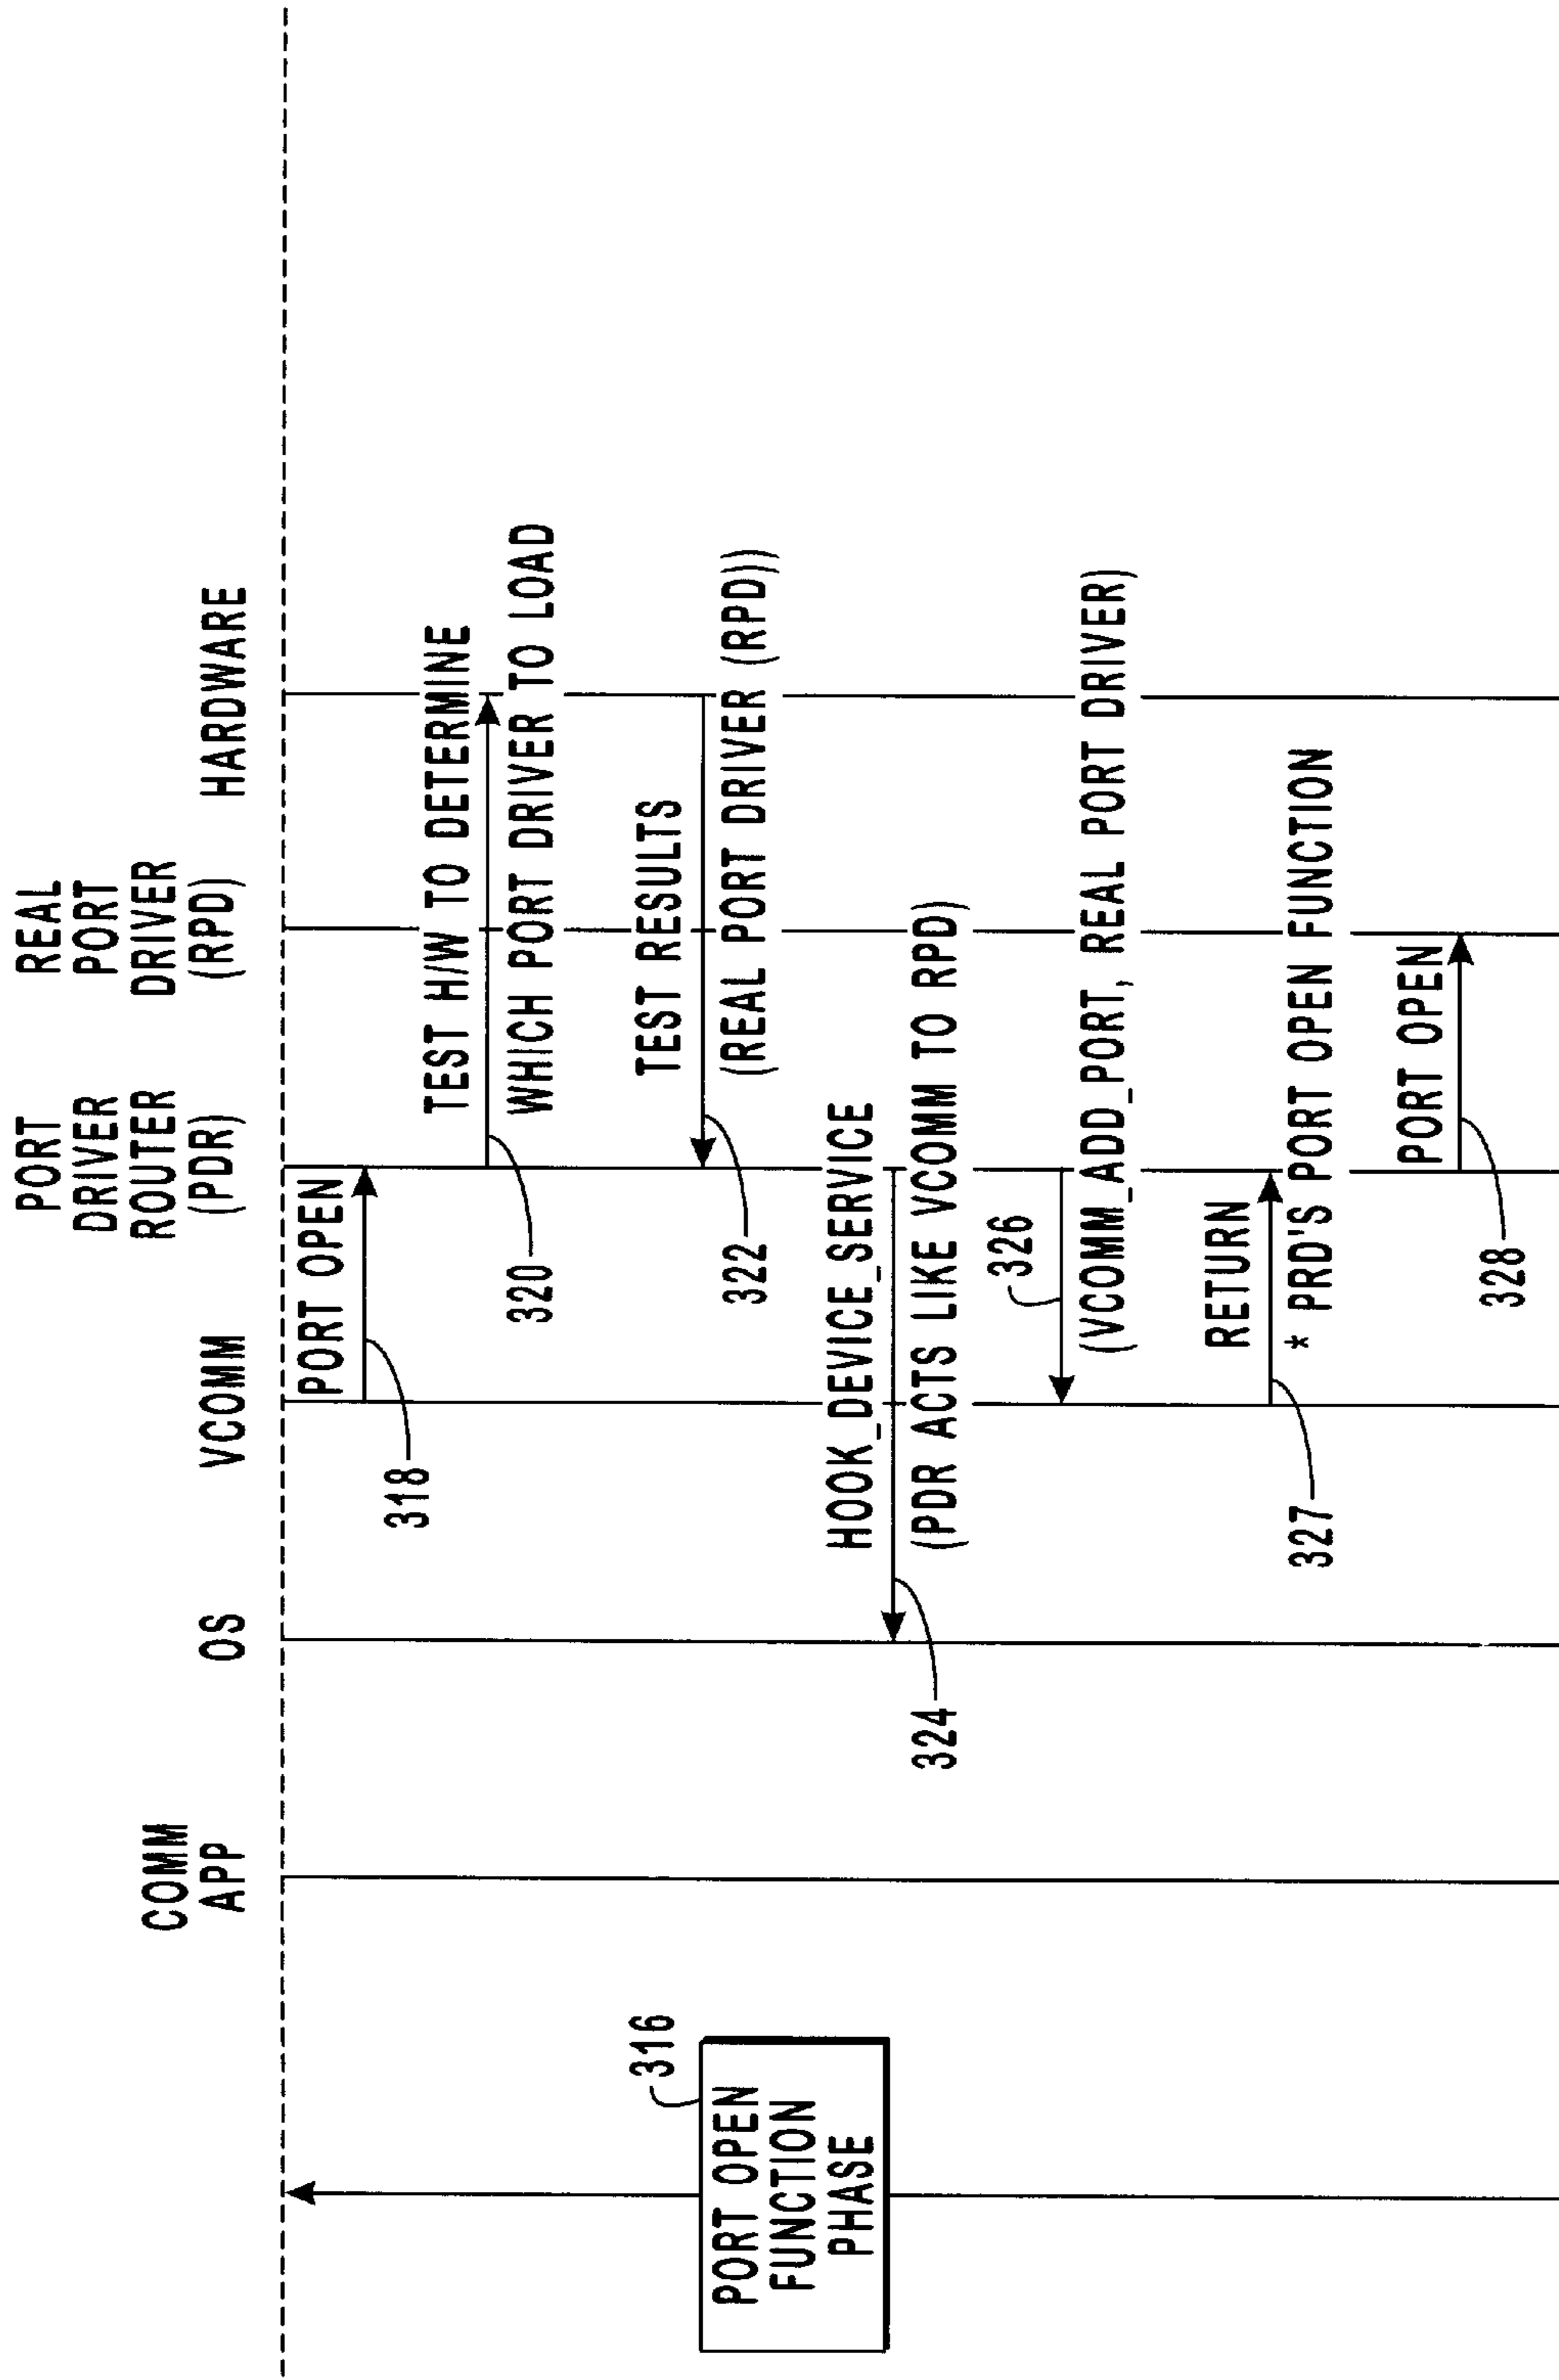 COMM
APP
OS
VCOMM
PORT
DRIVER
ROUTER
(PDR)
REAL
PORT
DRIVER
(RPD)
HARDWARE
PORT OPEN
318
TEST H/W TO DETERMINE
WHICH PORT DRIVER TO LOAD
320
TEST RESULTS
(REAL PORT DRIVER (RPD))
322
316
PORT OPEN
FUNCTION
PHASE
HOOK_DEVICE_SERVICE
(PDR ACTS LIKE VCOMM TO RPD)
324
326
(VCOMM_ADD_PORT, REAL PORT DRIVER)
RETURN
* PRD'S PORT OPEN FUNCTION
327
PORT OPEN
328